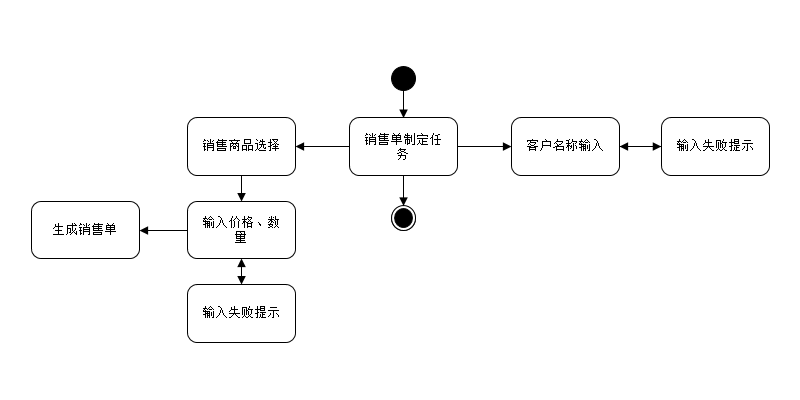 销售商品选择
销售单制定任
务
客户名称输入
输入失败提示
生成销售单
输入价格、数
量
输入失败提示